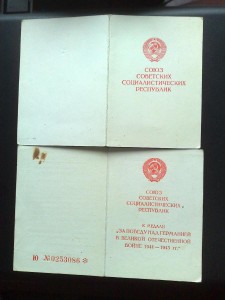 СОЮЗ
СОВЕТСКИХ
СОЦИАЛИСТИЧЕСКИХ
РЕСПУБЛИК
СОЮЗ
СОВЕТСКИХ
СОЦИАЛИСТИЧЕСКИХ
РЕСПУБЛИК
К МЕДАЛИ
„ЗА ПОБЕДУ НАД ГЕРМАНИЕЙ
В ВЕЛИКОЙ ОТЕЧЕСТВЕННОЙ
ВОЙНЕ 1941—1945 гг."
Ю №0253086 *